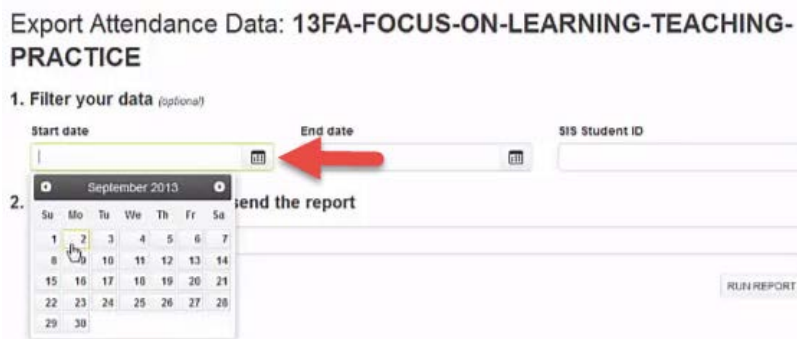 Export Attendance Data: 13FA-FOCUS-ON-LEARNING-TEACHING-
PRACTICE
1. Filter your data (optional)
Start date End date SIS Student ID
September 2013
2. send the report
Su Mo Tu We Th Fr Sa
1 2 3 4 5 6 7
8 9 10 11 12 13 14
15 16 17 18 19 20 21
22 23 24 25 26 27 28
29 30
RUN REPORT